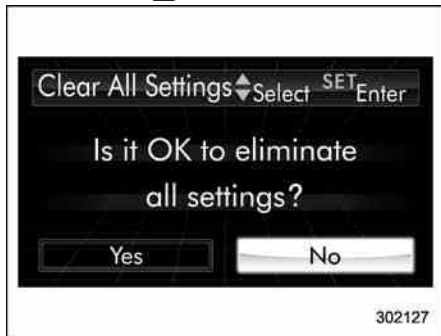 Clear All Settings Select SET Enter
Is it OK to eliminate
all settings?
Yes No
302127